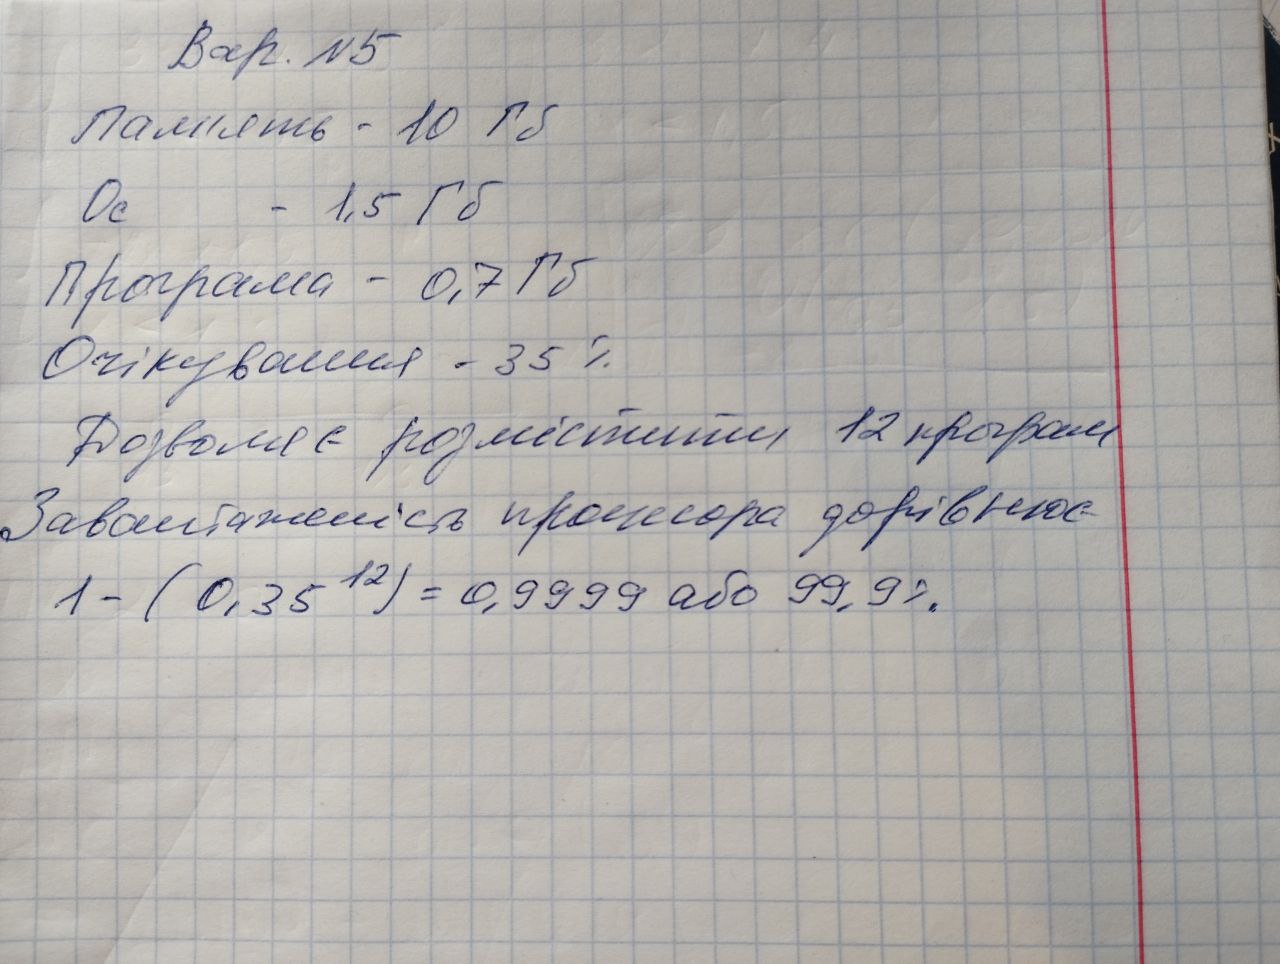 Вар. №5
Память - 10 Гб
Ос - 1,5 Гб
Програма - 0,7 Гб
Очікування - 35 %.
Дозволяє розмістити 12 програм
Завантаженість процесора дорівнює
1 - (0,35^12) = 0,9999 або 99,9%.